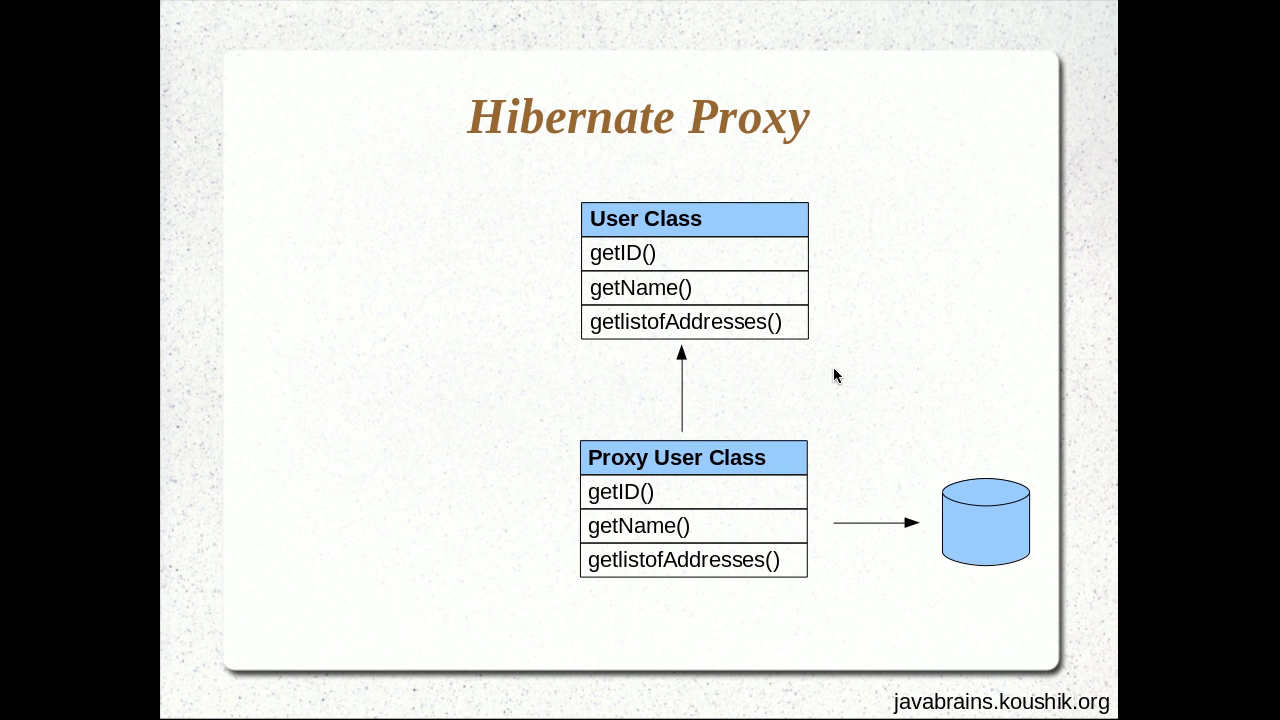 Hibernate Proxy
User Class
getID()
getName()
getlistofAddresses()
Proxy User Class
getID()
getName()
getlistofAddresses()
javabrains.koushik.org